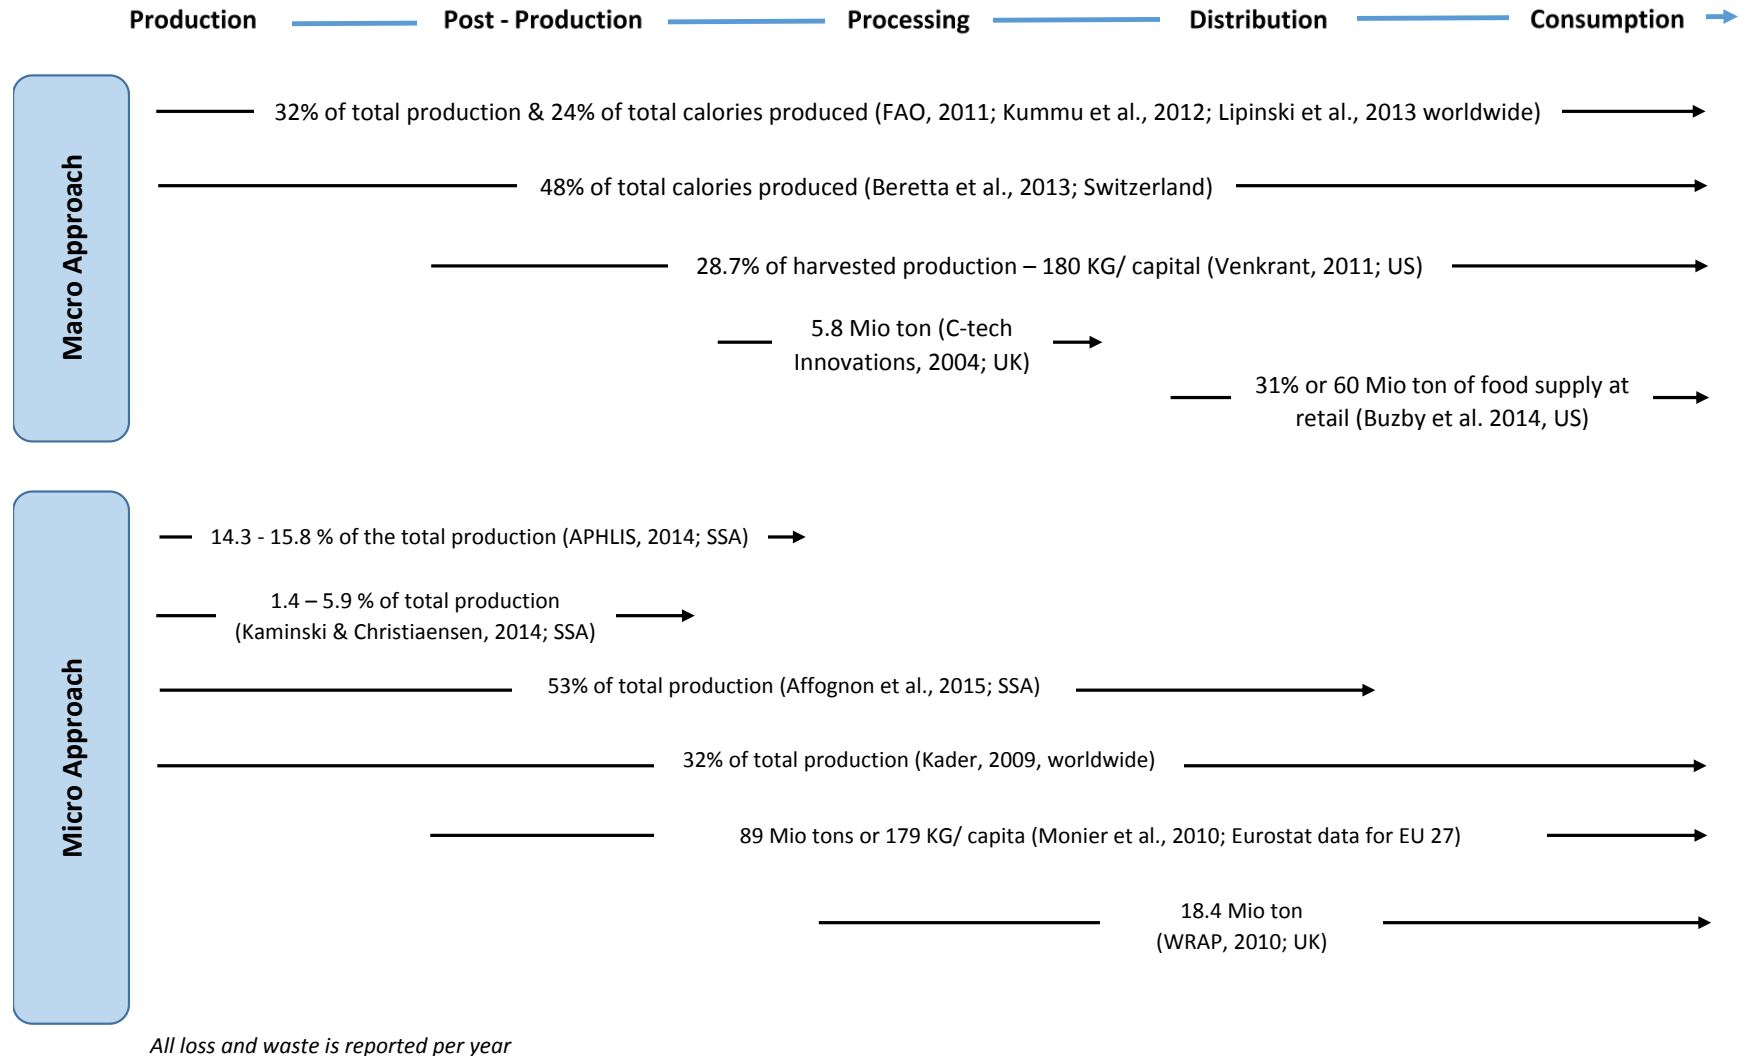 Production Post - Production Processing Distribution Consumption
Macro Approach
32% of total production & 24% of total calories produced (FAO, 2011; Kummu et al., 2012; Lipinski et al., 2013 worldwide)
48% of total calories produced (Beretta et al., 2013; Switzerland)
28.7% of harvested production – 180 KG/ capital (Venkrant, 2011; US)
5.8 Mio ton (C-tech
Innovations, 2004; UK)
31% or 60 Mio ton of food supply at
retail (Buzby et al. 2014, US)
Micro Approach
14.3 - 15.8 % of the total production (APHLIS, 2014; SSA)
1.4 – 5.9 % of total production
(Kaminski & Christiaensen, 2014; SSA)
53% of total production (Affognon et al., 2015; SSA)
32% of total production (Kader, 2009, worldwide)
89 Mio tons or 179 KG/ capita (Monier et al., 2010; Eurostat data for EU 27)
18.4 Mio ton
(WRAP, 2010; UK)
All loss and waste is reported per year